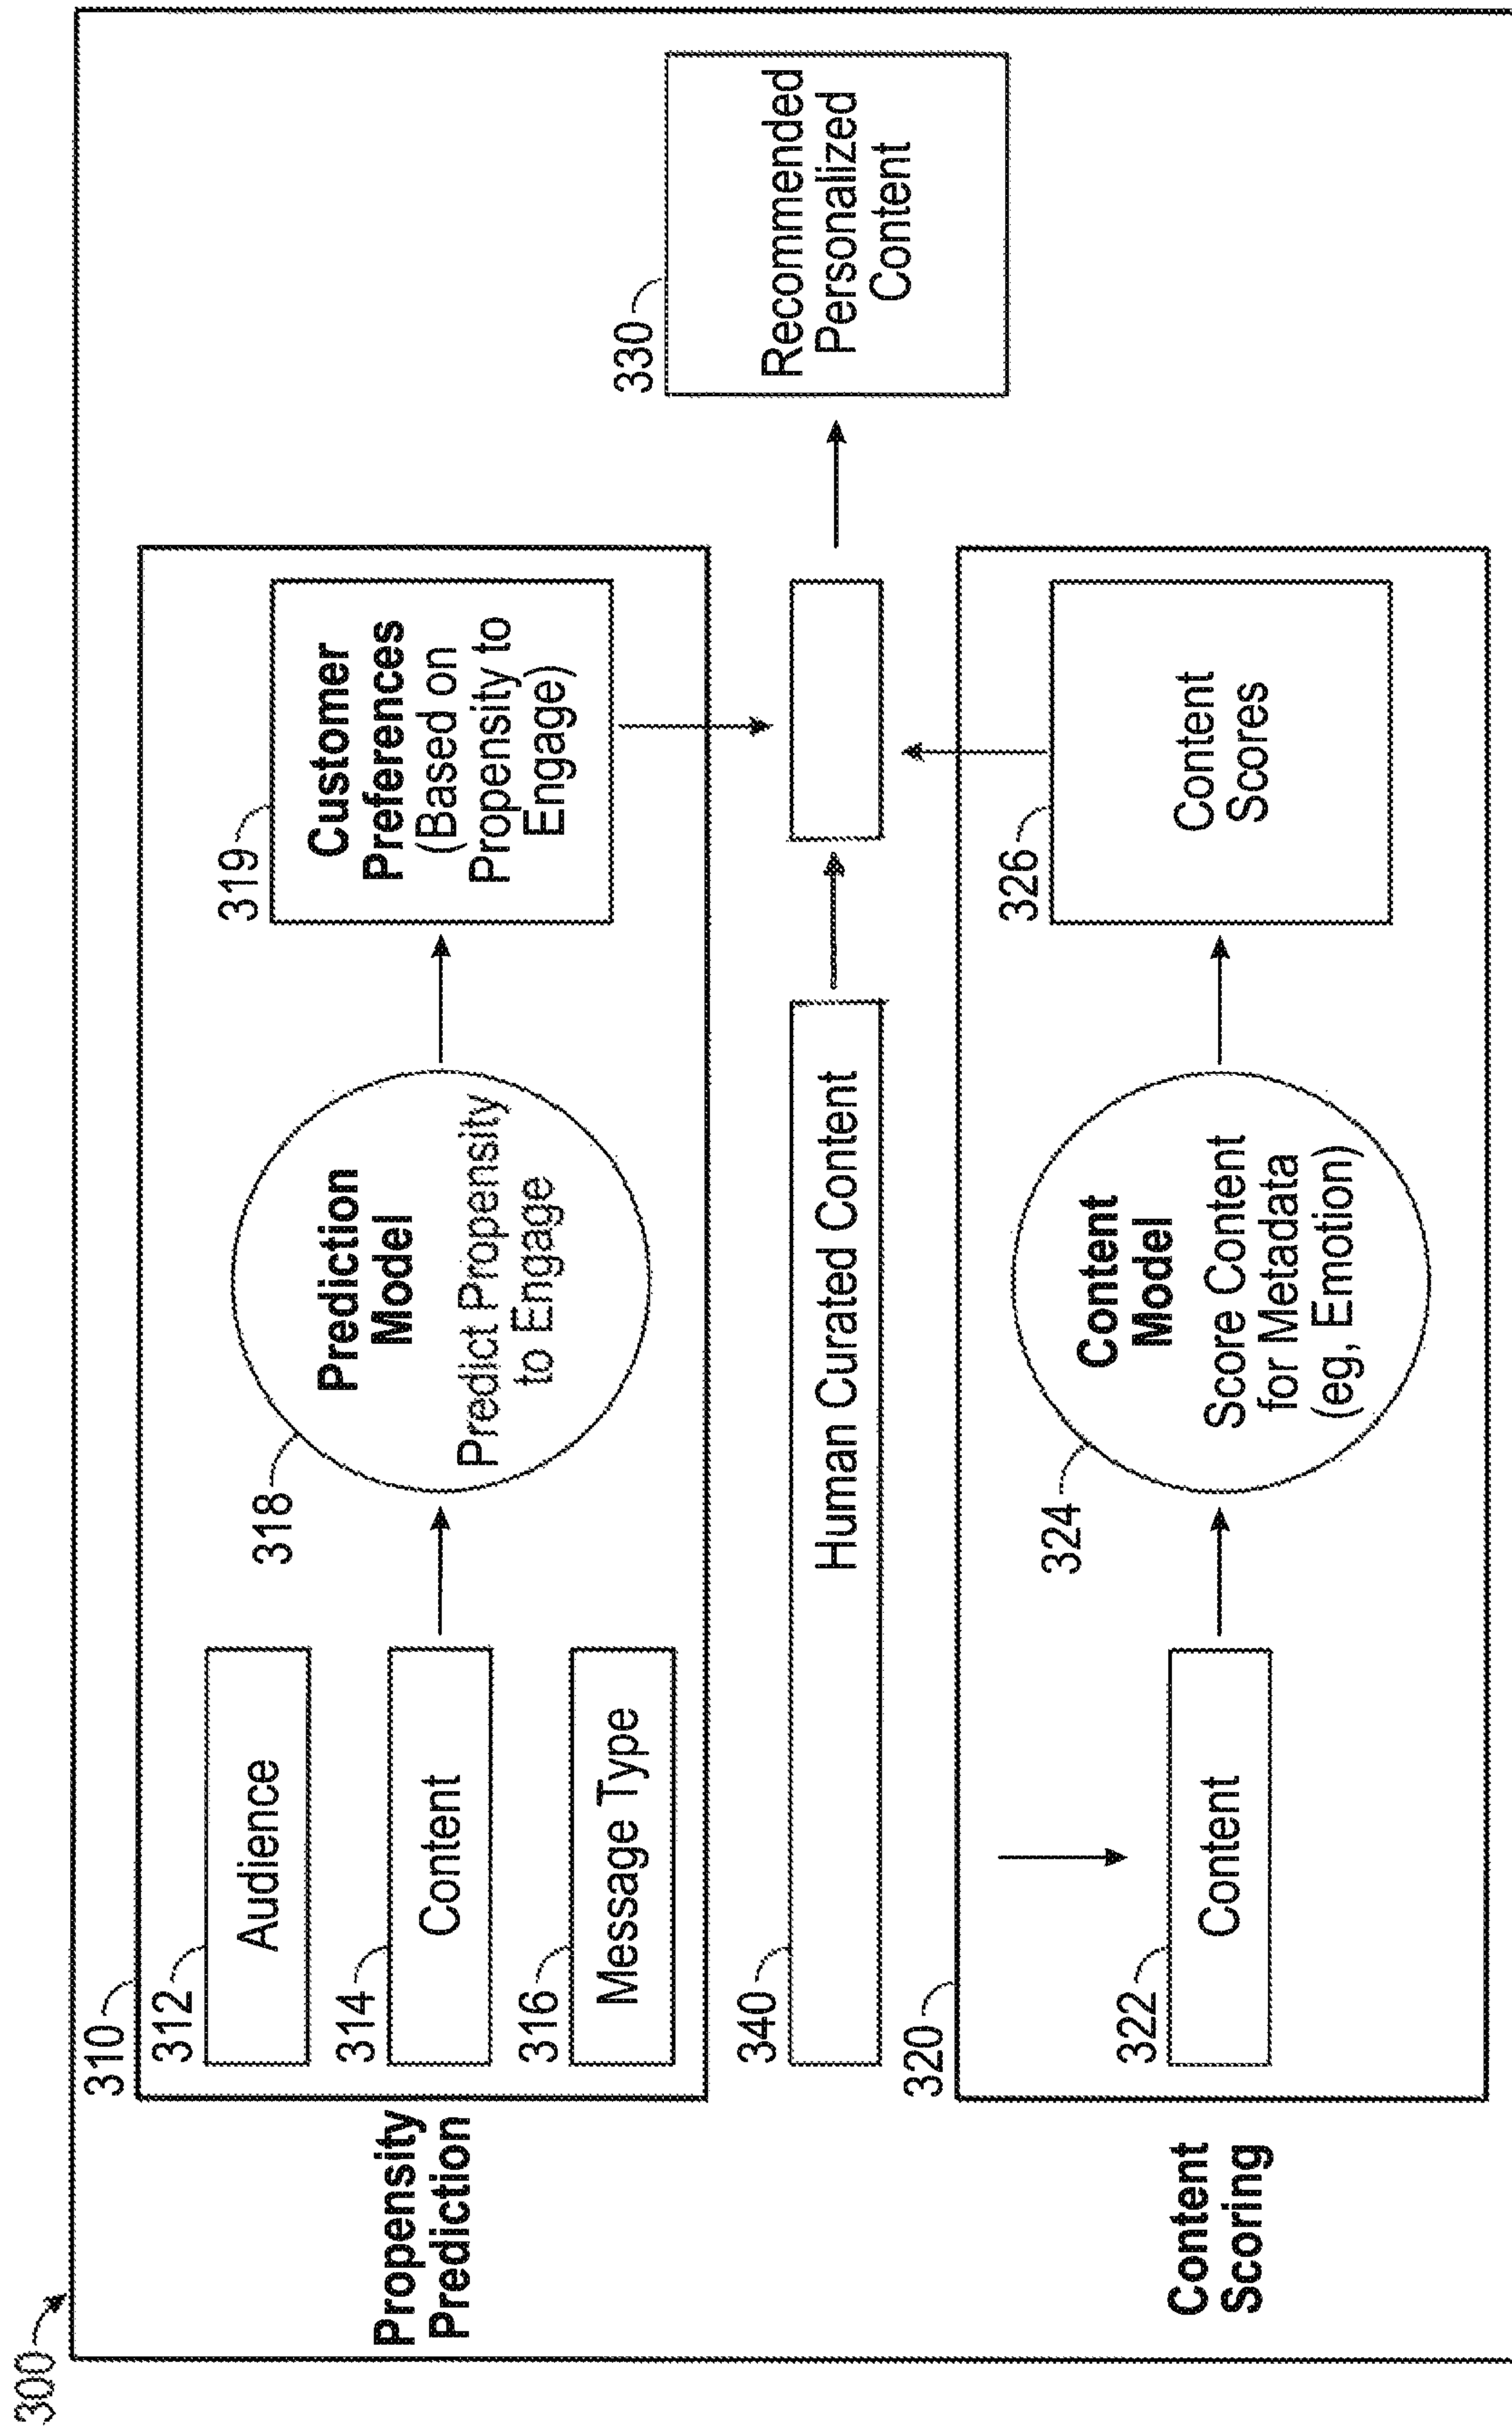 300
310
Propensity
Prediction
312
Audience
314
Content
316
Message Type
318
Prediction
Model
Predict Propensity
to Engage
319
Customer
Preferences
(Based on
Propensity to
Engage)
340
Human Curated Content
330
Recommended
Personalized
Content
320
Content
Scoring
322
Content
324
Content
Model
Score Content
for Metadata
(eg, Emotion)
326
Content
Scores